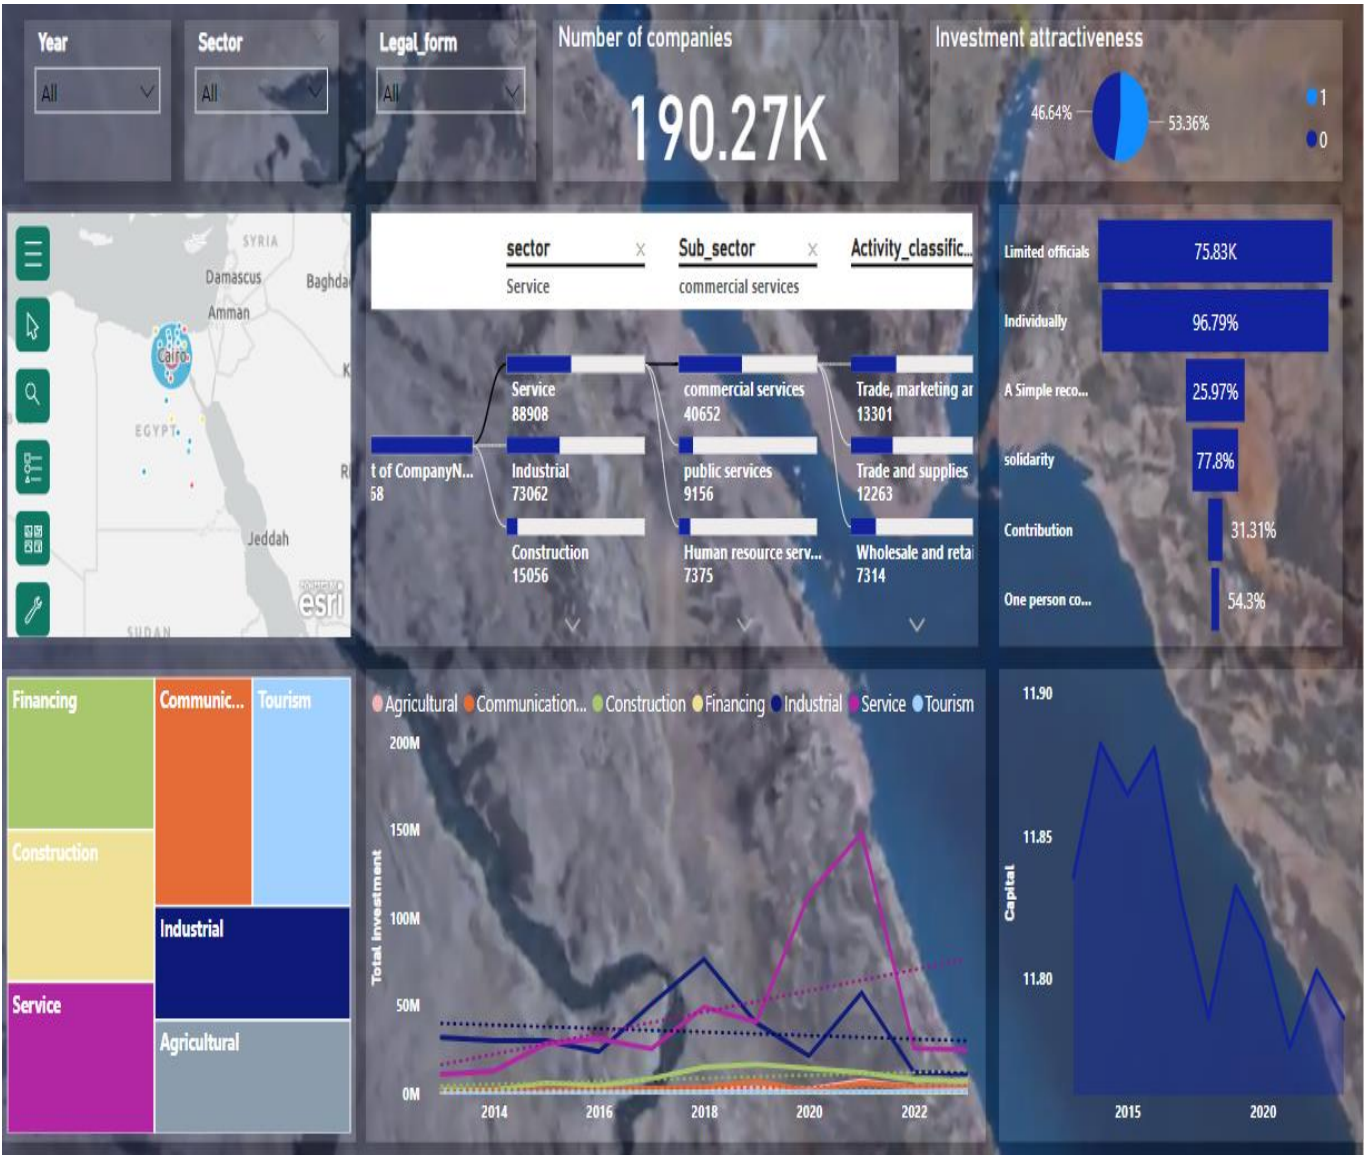 Year
All
Sector
All
Legal_form
All
Number of companies
190.27K
Investment attractiveness
46.64%
53.36%
1
0
SYRIA
Damascus
Baghda
Amman
Cairo
EGYPT
Jeddah
SUDAN
POWERED BY
esri
sector x
Service
Sub_sector x
commercial services
Activity_classific...
t of CompanyN...
68
Service
88908
Industrial
73062
Construction
15056
commercial services
40652
public services
9156
Human resource serv...
7375
Trade, marketing ar
13301
Trade and supplies
12263
Wholesale and retai
7314
Limited officials 75.83K
Individually 96.79%
A Simple reco... 25.97%
solidarity 77.8%
Contribution 31.31%
One person co... 54.3%
Financing
Communic...
Tourism
Construction
Industrial
Service
Agricultural
Agricultural Communication... Construction Financing Industrial Service Tourism
Total investment
200M
150M
100M
50M
0M
2014 2016 2018 2020 2022
Capital
11.90
11.85
11.80
2015 2020